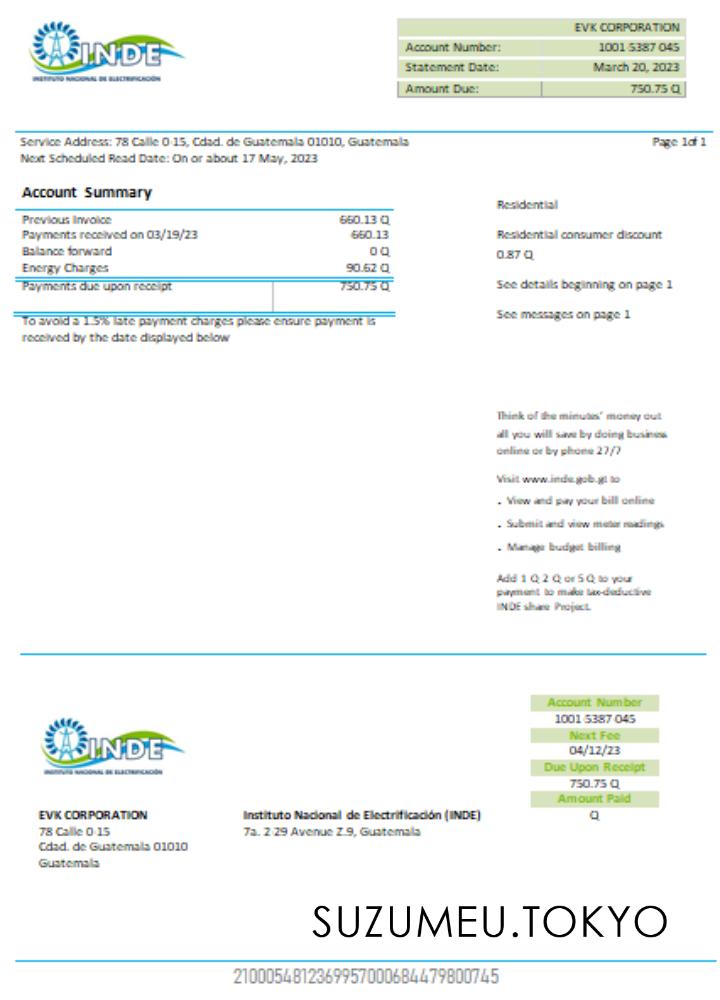 INDE
INSTITUTO NACIONAL DE ELECTRIFICACIÓN
EVK CORPORATION
Account Number: 1001 5387 045
Statement Date: March 20, 2023
Amount Due: 750.75 Q
Service Address: 78 Calle 0-15, Cdad. de Guatemala 01010, Guatemala
Page 1of 1
Next Scheduled Read Date: On or about 17 May, 2023
Account Summary
Previous Invoice 660.13 Q
Payments received on 03/19/23 660.13
Balance forward 0 Q
Energy Charges 90.62 Q
Payments due upon receipt 750.75 Q
To avoid a 1.5% late payment charges please ensure payment is
received by the date displayed below
Residential
Residential consumer discount
0.87 Q
See details beginning on page 1
See messages on page 1
Think of the minutes' money out
all you will save by doing business
online or by phone 27/7
Visit www.inde.gob.gt to
. View and pay your bill online
. Submit and view meter readings
. Manage budget billing
Add 1 Q 2 Q or 5 Q to your
payment to make tax-deductive
INDE share Project.
INDE
INSTITUTO NACIONAL DE ELECTRIFICACIÓN
Account Number
1001 5387 045
Next Fee
04/12/23
Due Upon Receipt
750.75 Q
Amount Paid
Q
EVK CORPORATION
78 Calle 0-15
Cdad. de Guatemala 01010
Guatemala
Instituto Nacional de Electrificación (INDE)
7a. 2-29 Avenue Z.9, Guatemala
SUZUMEU.TOKYO
2100054812369957000684479800745